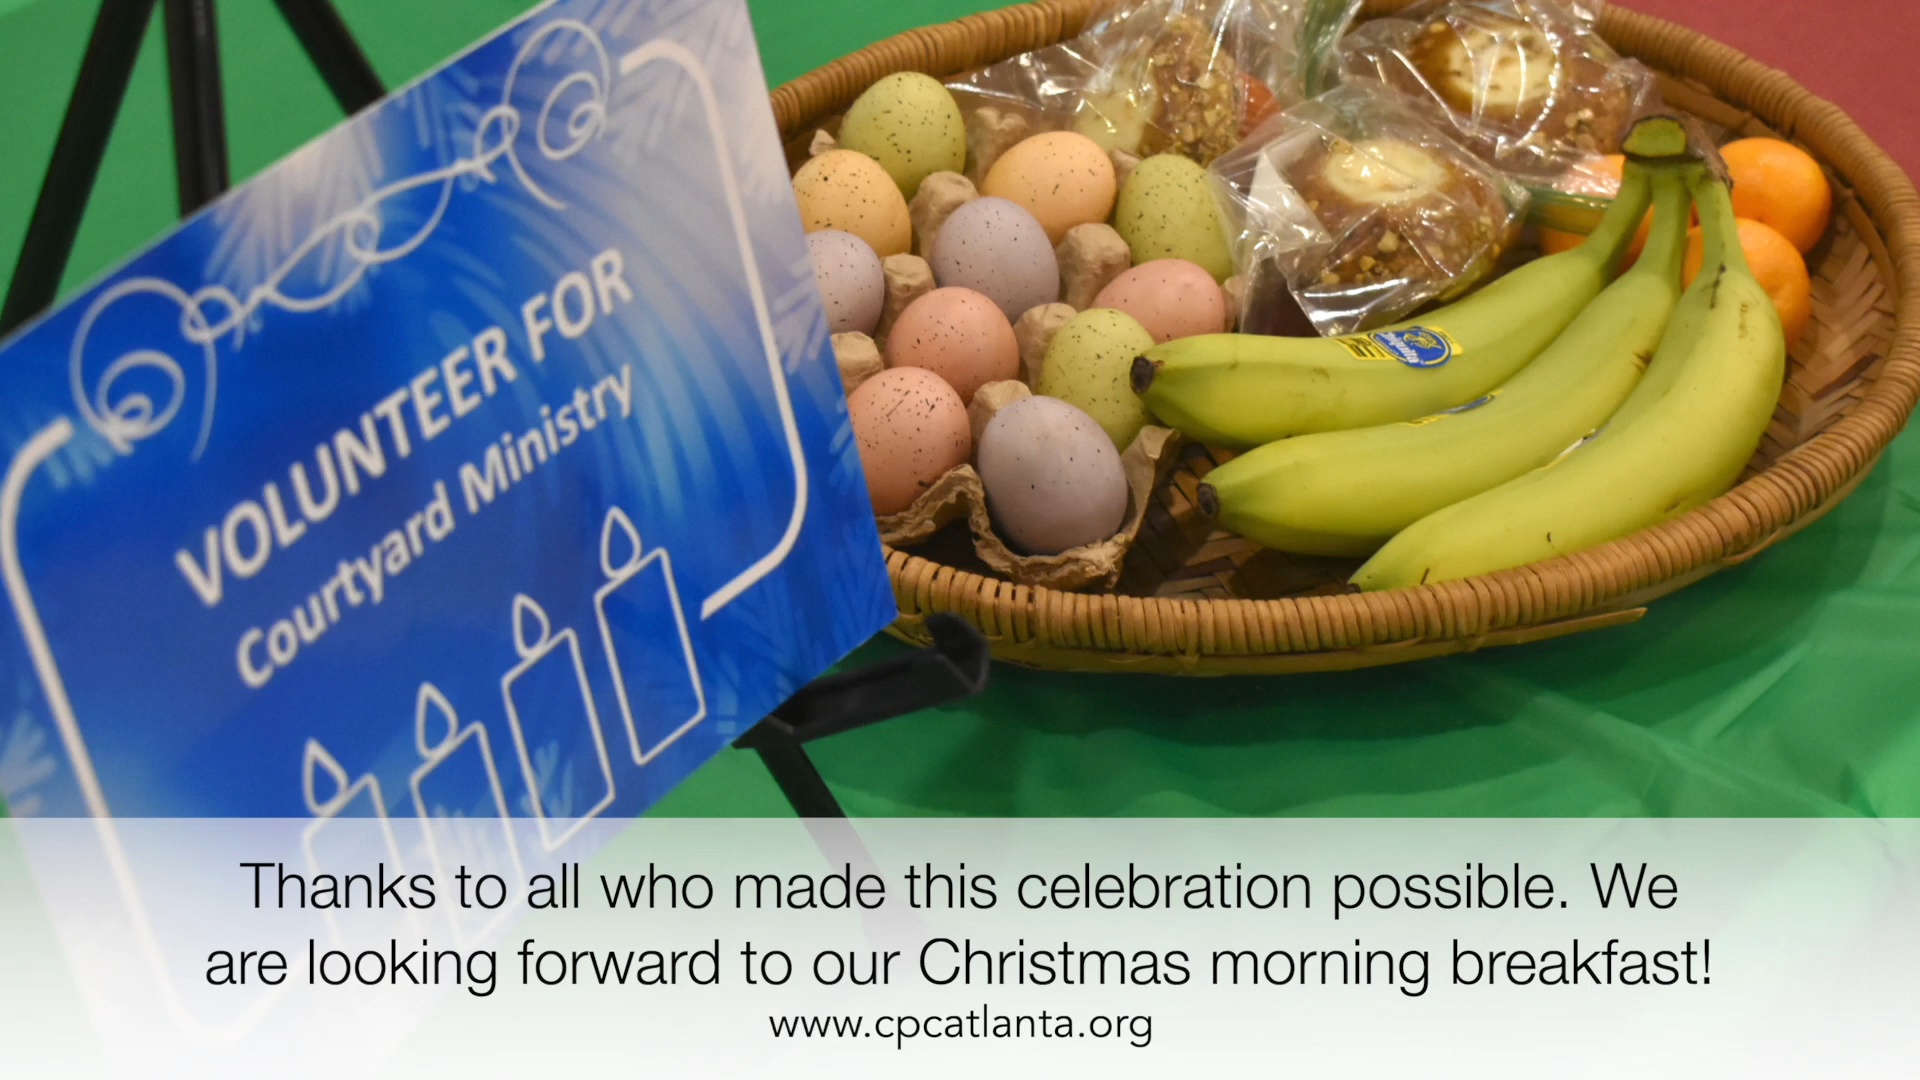 VOLUNTEER FOR
Courtyard Ministry
Chiquita
Thanks to all who made this celebration possible. We
are looking forward to our Christmas morning breakfast!
www.cpcatlanta.org